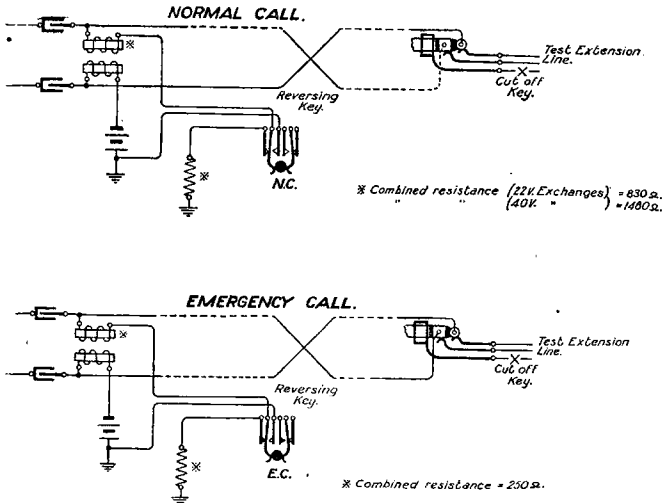 NORMAL CALL.
※
Test Extension
Line.
Cut off
Key.
Reversing
Key.
※
N.C.
※ Combined resistance (22V. Exchanges) = 830Ω.
" " (40V. " ) = 1480Ω.
EMERGENCY CALL.
※
Test Extension
Line.
Cut off
Key.
Reversing
Key.
※
E.C.
※ Combined resistance = 250Ω.